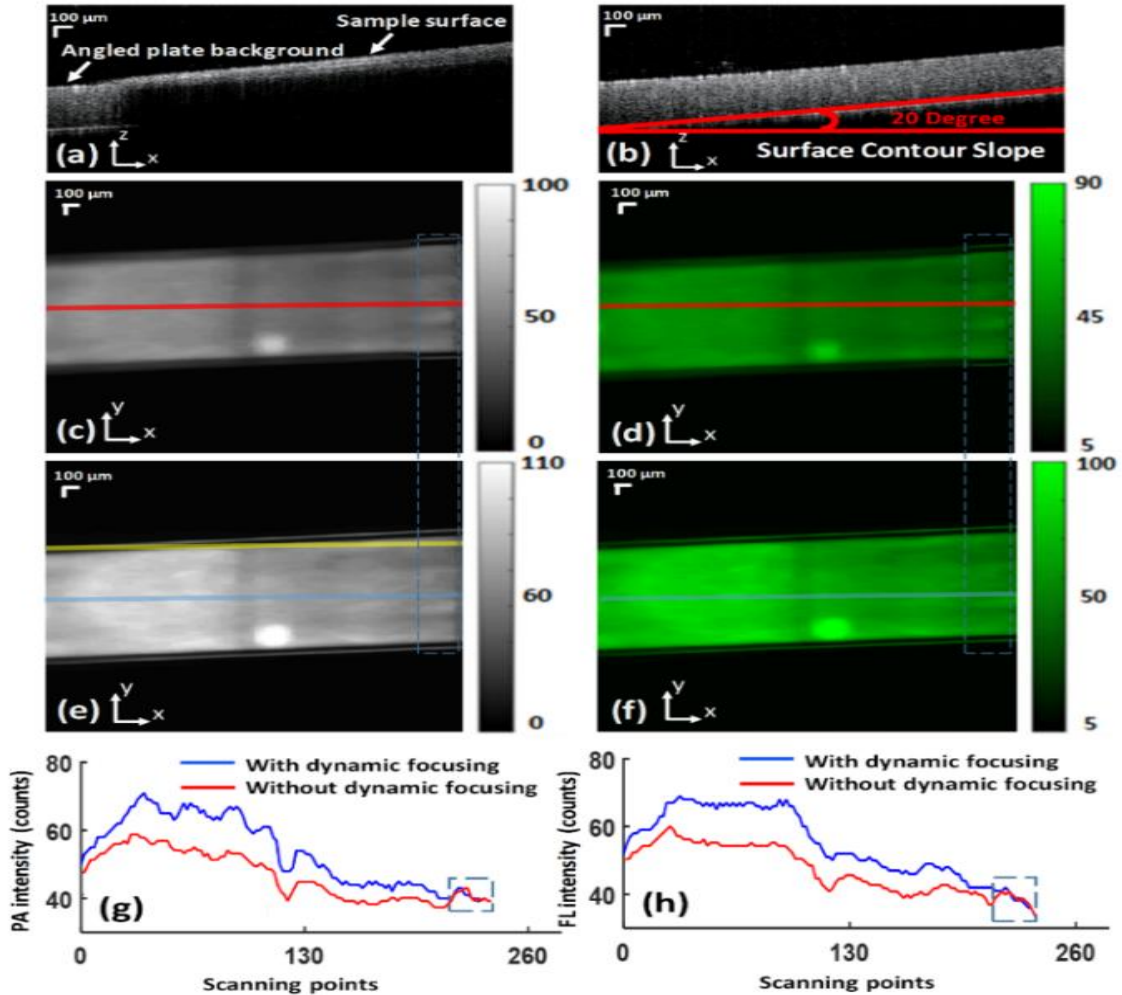 100 µm
Sample surface
Angled plate background
(a)
z
x
100 µm
20 Degree
(b)
z
x
Surface Contour Slope
100 µm
100
50
0
(c)
y
x
100 µm
90
45
5
(d)
y
x
100 µm
110
60
0
(e)
y
x
100 µm
100
50
5
(f)
y
x
PA intensity (counts)
80
60
40
With dynamic focusing
Without dynamic focusing
(g)
0
130
260
Scanning points
FL intensity (counts)
80
60
40
With dynamic focusing
Without dynamic focusing
(h)
0
130
260
Scanning points